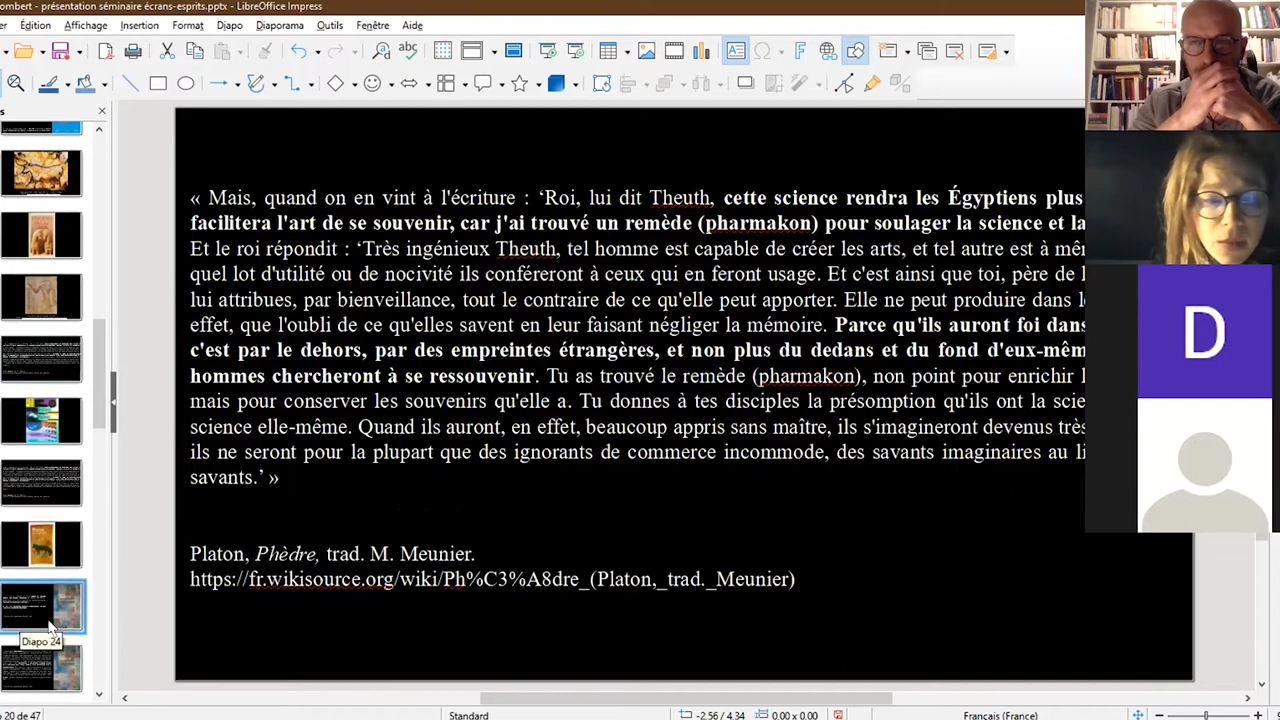 ombert - présentation séminaire écrans-esprits.pptx - LibreOffice Impress
er Édition Affichage Insertion Format Diapo Diaporama Outils Fenêtre Aide
« Mais, quand on en vint à l'ecriture : ‘Roi, lui dit Theuth, cette science rendra les Égyptiens plus
facilitera l'art de se souvenir, car j'ai trouvé un remède (pharmakon) pour soulager la science et la
Et le roi répondit : ‘Très ingénieux Theuth, tel homme est capable de créer les arts, et tel autre est à mêm
quel lot d'utilité ou de nocivité ils conféreront à ceux qui en feront usage. Et c'est ainsi que toi, père de l
lui attribues, par bienveillance, tout le contraire de ce qu'elle peut apporter. Elle ne peut produire dans le
effet, que l'oubli de ce qu'elles savent en leur faisant négliger la mémoire. Parce qu'ils auront foi dans
c'est par le dehors, par des empreintes étrangères, et non plus du dedans et du fond d'eux-mêm
hommes chercheront à se ressouvenir. Tu as trouvé le remède (pharmakon), non point pour enrichir l
mais pour conserver les souvenirs qu'elle a. Tu donnes à tes disciples la présomption qu'ils ont la scie
science elle-même. Quand ils auront, en effet, beaucoup appris sans maître, ils s'imagineront devenus très
ils ne seront pour la plupart que des ignorants de commerce incommode, des savants imaginaires au li
savants.’ »
Platon, Phèdre, trad. M. Meunier.
https://fr.wikisource.org/wiki/Ph%C3%A8dre_(Platon,_trad._Meunier)
D
Diapo 24
20 de 47
Standard
-2.56 / 4.34
0.00 x 0.00
Français (France)